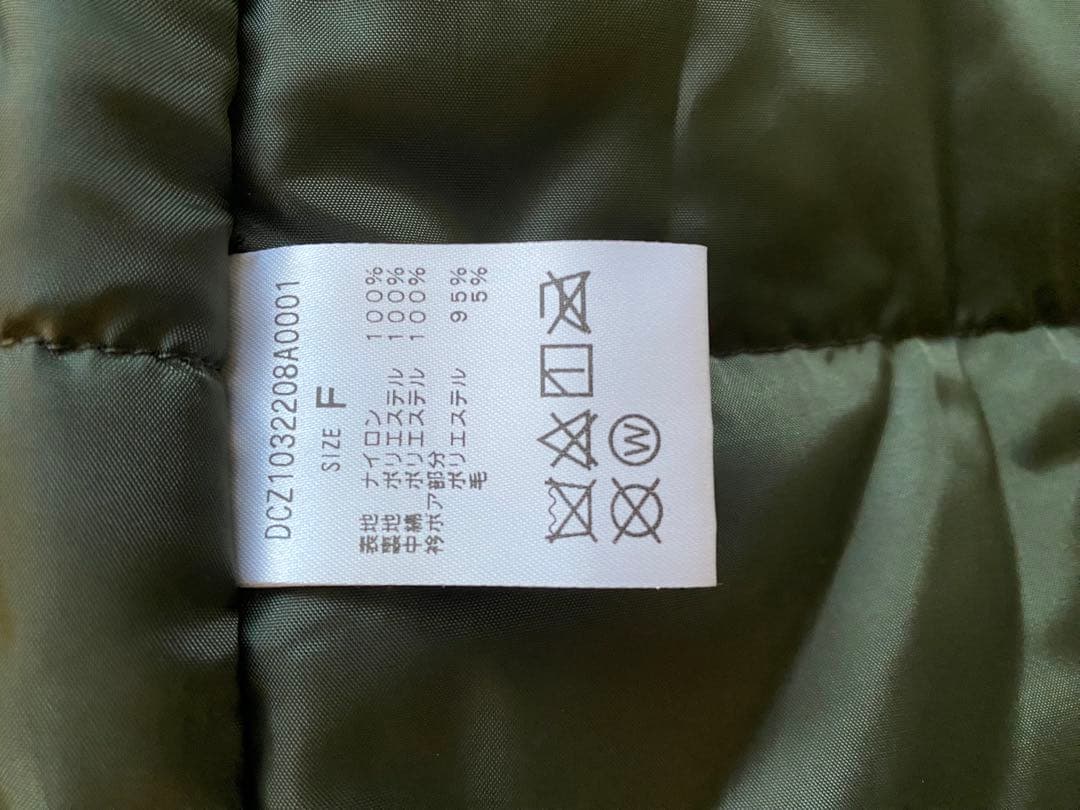 DCZ1032208A0001
SIZE F
表地 ナイロン 100%
裏地 ポリエステル 100%
中綿 ポリエステル 100%
衿ボア部分
ポリエステル 95%
毛 5%
W